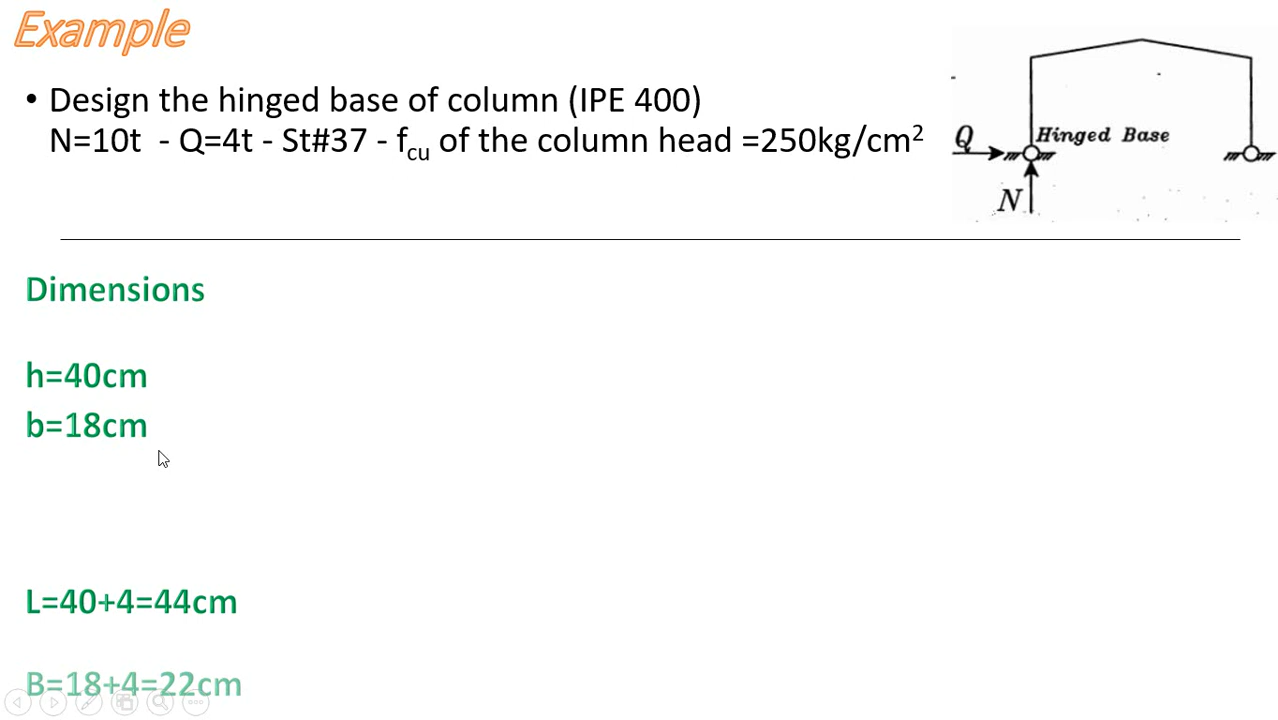 Example
• Design the hinged base of column (IPE 400)
N=10t - Q=4t - St#37 - fcu of the column head =250kg/cm²
Q
Hinged Base
N
Dimensions
h=40cm
b=18cm
L=40+4=44cm
B=18+4=22cm